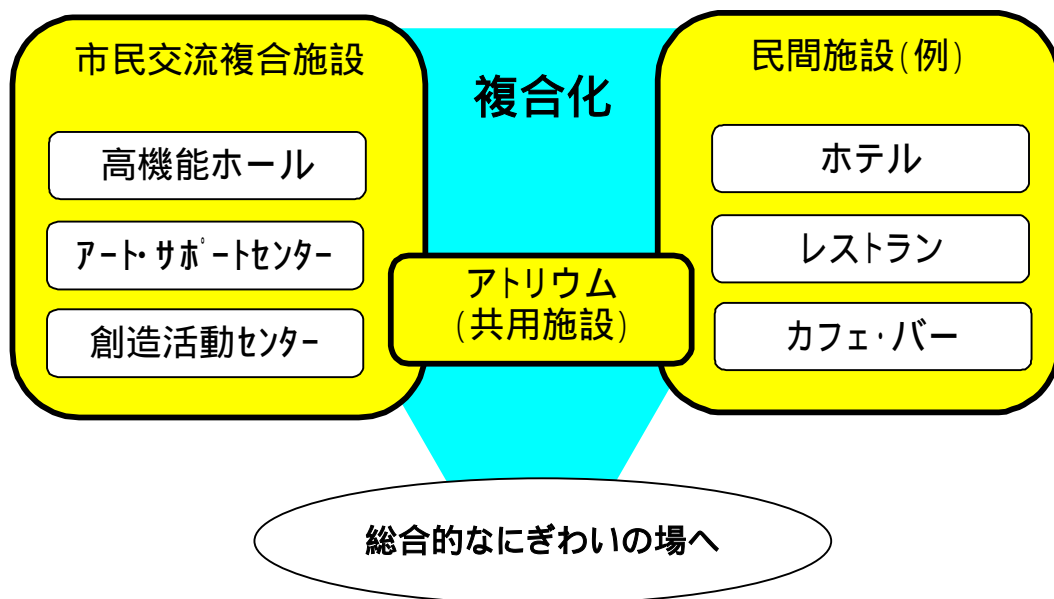 市民交流複合施設
高機能ホール
アート・サポートセンター
創造活動センター
複合化
アトリウム
(共用施設)
民間施設(例)
ホテル
レストラン
カフェ・バー
総合的なにぎわいの場へ